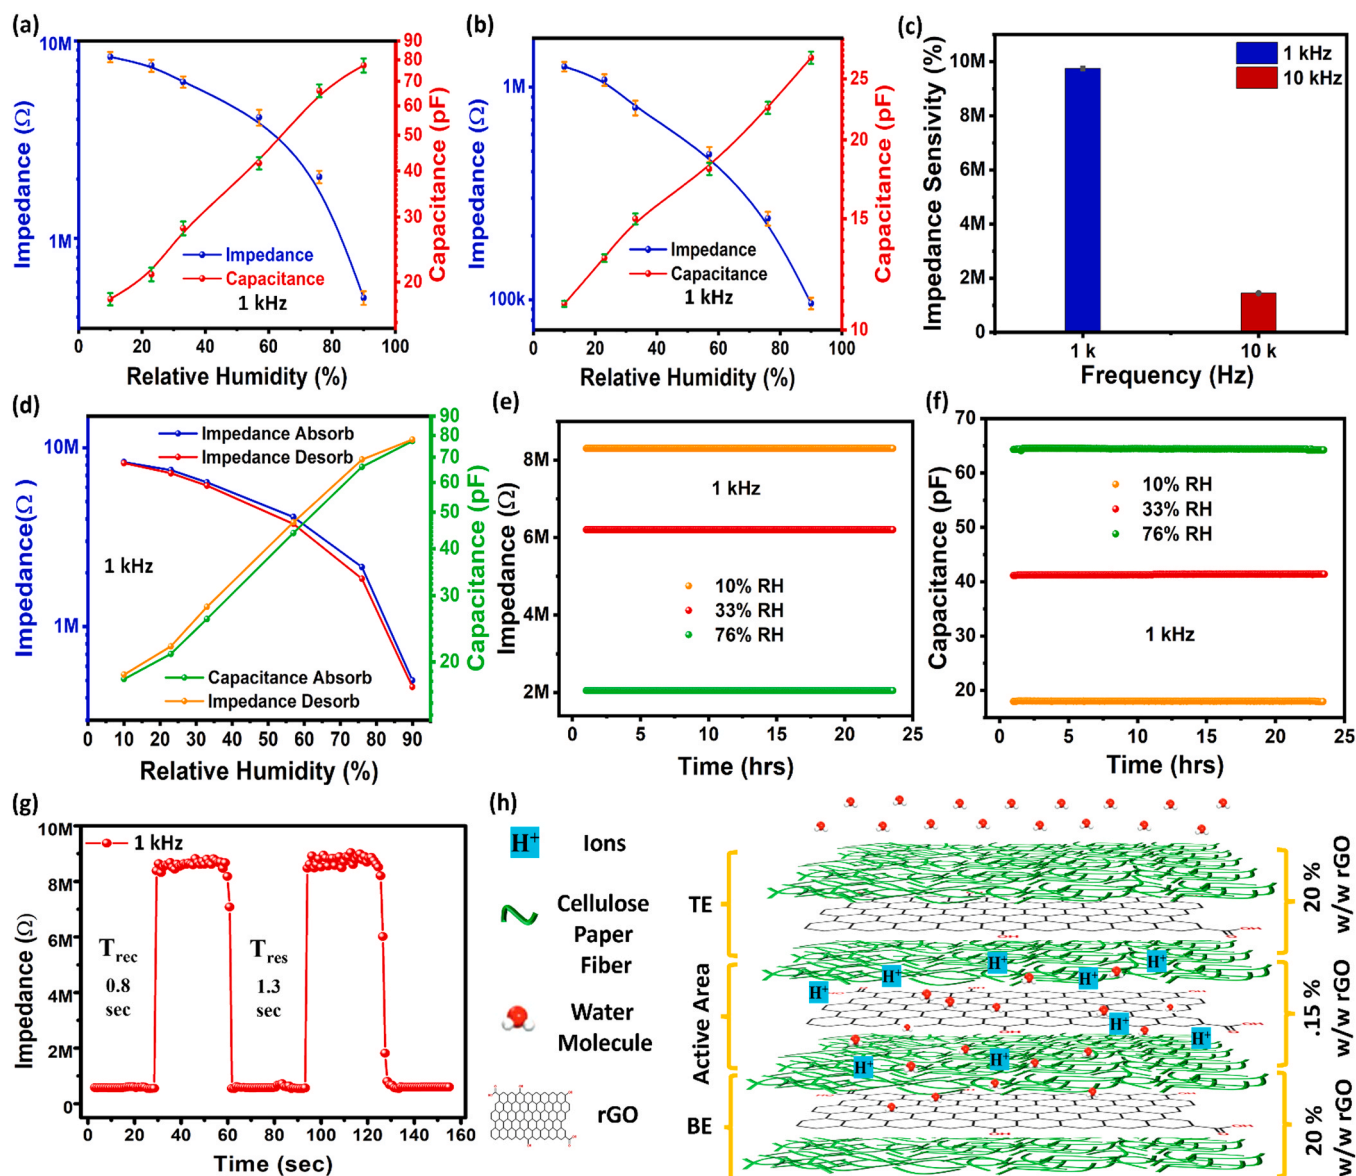 (a)
10M
1M
Impedance (Ω)
90
80
70
60
50
40
30
20
Capacitance (pF)
Impedance
Capacitance
1 kHz
0 20 40 60 80 100
Relative Humidity (%)
(b)
1M
100k
Impedance (Ω)
25
20
15
10
Capacitance (pF)
Impedance
Capacitance
1 kHz
0 20 40 60 80 100
Relative Humidity (%)
(c)
10M
8M
6M
4M
2M
0
Impedance Sensivity (%)
1 kHz
10 kHz
1 k 10 k
Frequency (Hz)
(d)
10M
1M
Impedance(Ω)
90
80
70
60
50
40
30
20
Capacitance (pF)
Impedance Absorb
Impedance Desorb
1 kHz
Capacitance Absorb
Impedance Desorb
0 10 20 30 40 50 60 70 80 90
Relative Humidity (%)
(e)
8M
6M
4M
2M
Impedance (Ω)
1 kHz
10% RH
33% RH
76% RH
0 5 10 15 20 25
Time (hrs)
(f)
70
60
50
40
30
20
Capacitance (pF)
10% RH
33% RH
76% RH
1 kHz
0 5 10 15 20 25
Time (hrs)
(g)
10M
8M
6M
4M
2M
0
Impedance (Ω)
1 kHz
Trec
0.8
sec
Tres
1.3
sec
0 20 40 60 80 100 120 140 160
Time (sec)
(h)
H+
Ions
Cellulose
Paper
Fiber
Water
Molecule
rGO
TE
Active Area
BE
H+
H+
H+
H+
H+
H+
H+
H+
H+
20 %
w/w rGO
15 %
w/w rGO
20 %
w/w rGO